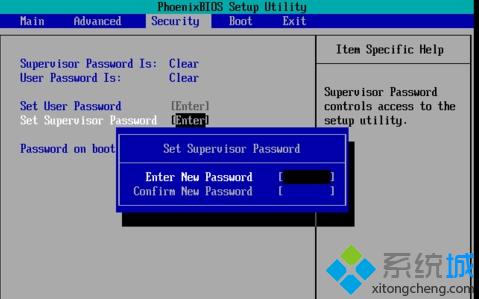 PhoenixBIOS Setup Utility
Main Advanced Security Boot Exit
Supervisor Password Is: Clear
User Password Is: Clear
Set User Password [Enter]
Set Supervisor Password [Enter]
Password on boot
Set Supervisor Password
Enter New Password [ ]
Confirm New Password [ ]
Item Specific Help
Supervisor Password
controls access to the
setup utility.
系统城
xitongcheng.com